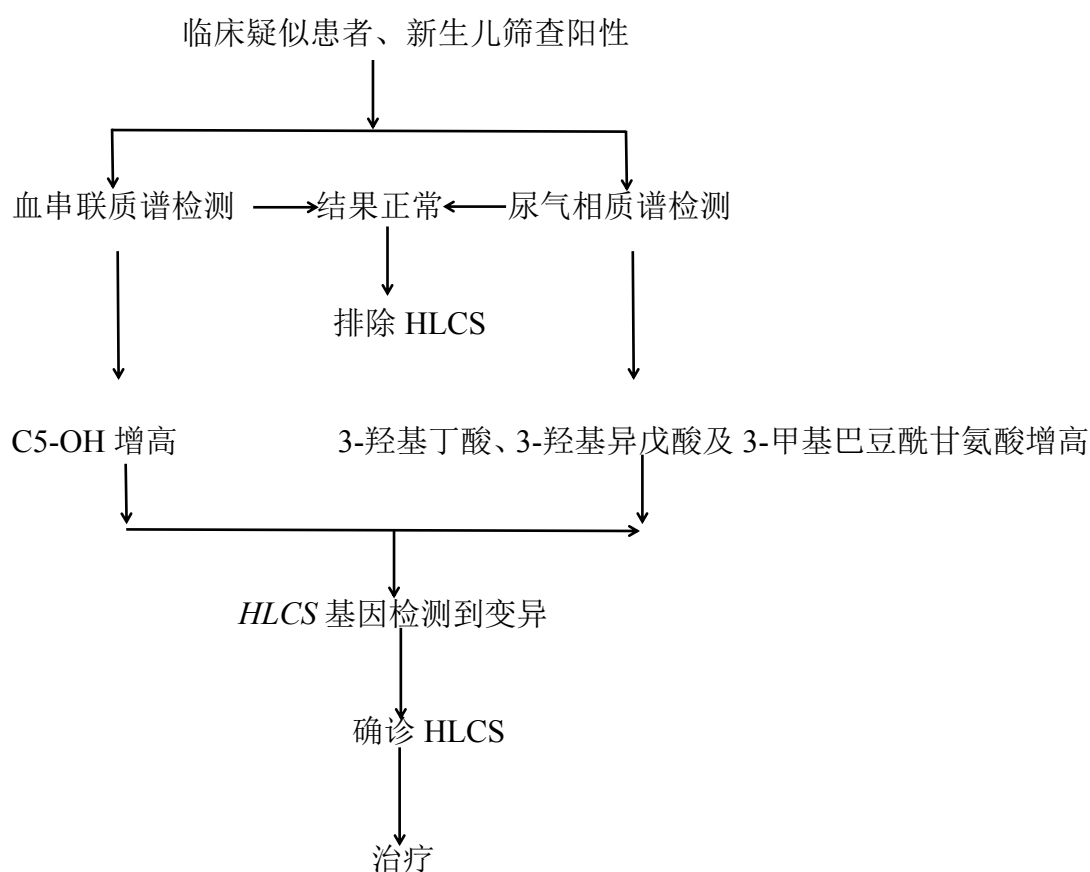 临床疑似患者、新生儿筛查阳性
血串联质谱检测
结果正常
尿气相质谱检测
排除 HLCS
C5-OH 增高
3-羟基丁酸、3-羟基异戊酸及 3-甲基巴豆酰甘氨酸增高
HLCS 基因检测到变异
确诊 HLCS
治疗